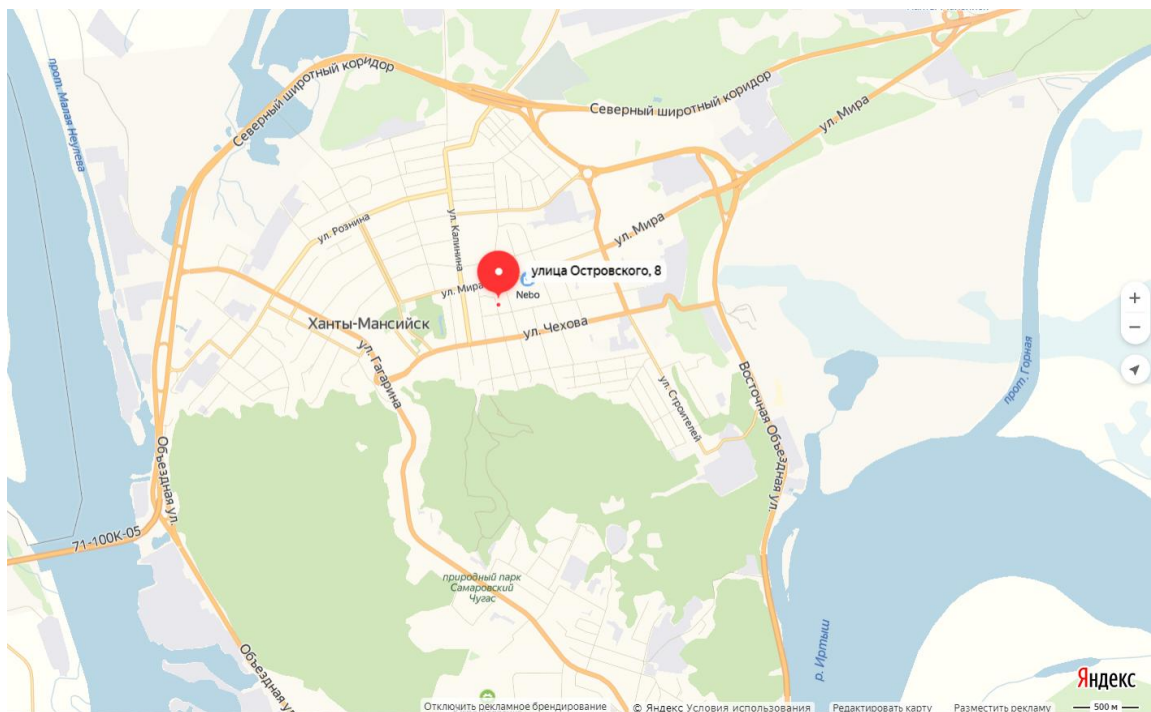 прот. Малая Неулева
Северный широтный коридор
Северный широтный коридор
ул. Мира
ул. Рознина
ул. Калинина
ул. Мира
улица Островского, 8
ул. Мира
Nebo
Ханты-Мансийск
ул. Чехова
ул. Гагарина
прот. Горная
ул. Строителей
Восточная Объездная ул.
Объездная ул.
71-100К-05
природный парк
Самаровский
Чугас
р. Иртыш
Объездная ул.
Яндекс
Отключить рекламное брендирование
© Яндекс Условия использования
Редактировать карту
Разместить рекламу
500 м